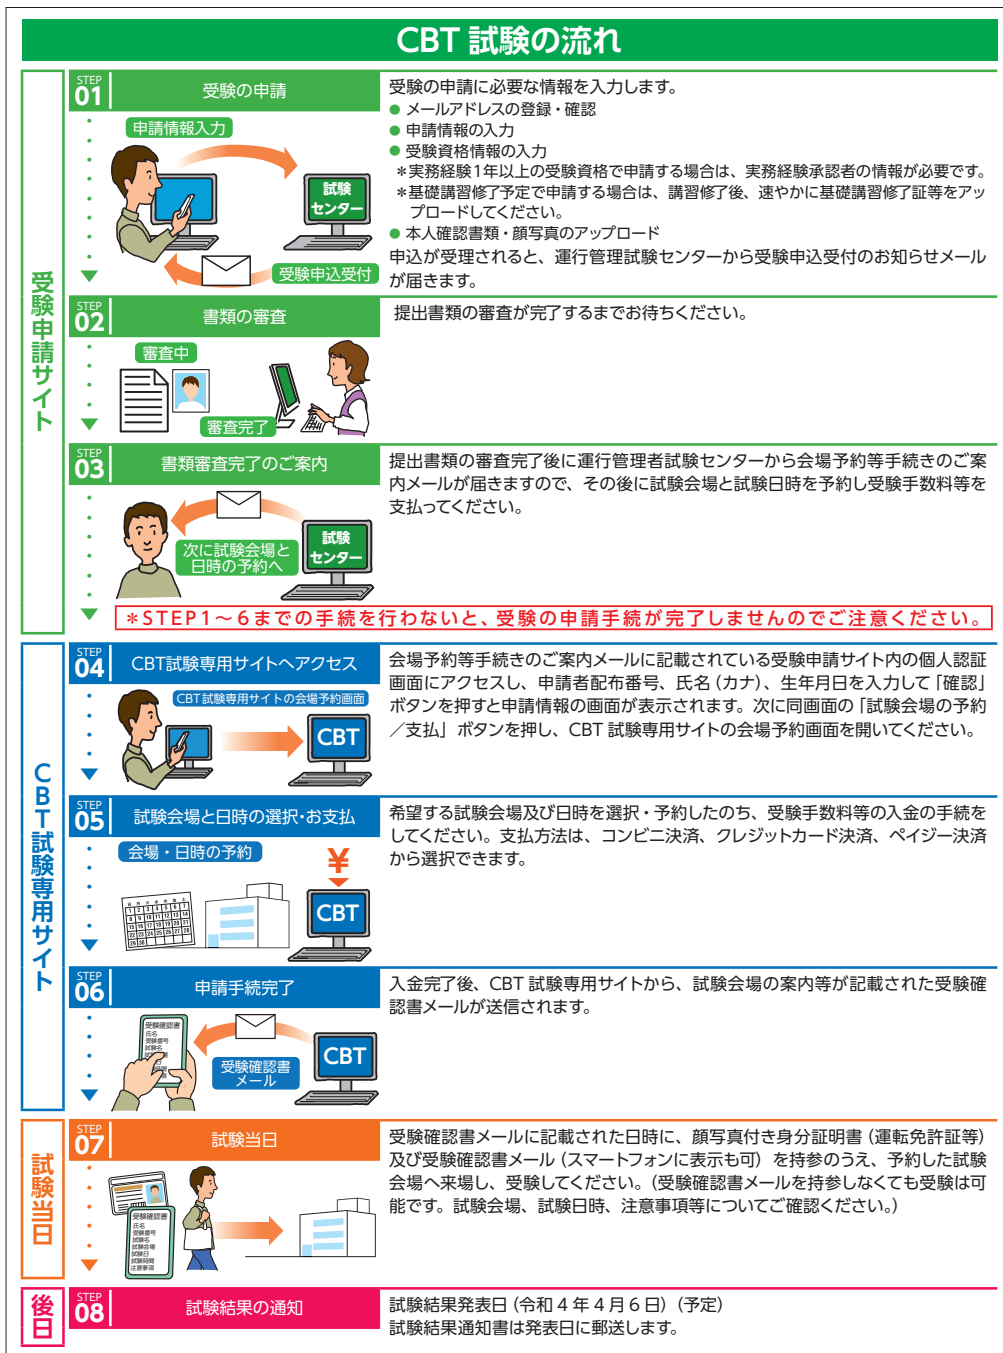 CBT 試験の流れ
受験申請サイト
STEP
01
受験の申請
申請情報入力
試験
センター
受験申込受付
受験の申請に必要な情報を入力します。
● メールアドレスの登録・確認
● 申請情報の入力
● 受験資格情報の入力
＊実務経験1年以上の受験資格で申請する場合は、実務経験承認者の情報が必要です。
＊基礎講習修了予定で申請する場合は、講習修了後、速やかに基礎講習修了証等をアッ
プロードしてください。
● 本人確認書類・顔写真のアップロード
申込が受理されると、運行管理試験センターから受験申込受付のお知らせメール
が届きます。
STEP
02
書類の審査
審査中
審査完了
提出書類の審査が完了するまでお待ちください。
STEP
03
書類審査完了のご案内
試験
センター
次に試験会場と
日時の予約へ
提出書類の審査完了後に運行管理者試験センターから会場予約等手続きのご案
内メールが届きますので、その後に試験会場と試験日時を予約し受験手数料等を
支払ってください。
＊STEP1～6までの手続を行わないと、受験の申請手続が完了しませんのでご注意ください。
CBT試験専用サイト
STEP
04
CBT試験専用サイトへアクセス
CBT試験専用サイトの会場予約画面
CBT
会場予約等手続きのご案内メールに記載されている受験申請サイト内の個人認証
画面にアクセスし、申請者配布番号、氏名（カナ）、生年月日を入力して「確認」
ボタンを押すと申請情報の画面が表示されます。次に同画面の「試験会場の予約
／支払」ボタンを押し、CBT 試験専用サイトの会場予約画面を開いてください。
STEP
05
試験会場と日時の選択・お支払
会場・日時の予約
¥
CBT
希望する試験会場及び日時を選択・予約したのち、受験手数料等の入金の手続を
してください。支払方法は、コンビニ決済、クレジットカード決済、ペイジー決済
から選択できます。
STEP
06
申請手続完了
受験確認書
氏名
受験番号
試験名
受験確認書
メール
CBT
入金完了後、CBT 試験専用サイトから、試験会場の案内等が記載された受験確
認書メールが送信されます。
試験当日
STEP
07
試験当日
受験確認書
氏名
受験番号
試験名
試験会場
試験日
試験時間
注意事項
受験確認書メールに記載された日時に、顔写真付き身分証明書（運転免許証等）
及び受験確認書メール（スマートフォンに表示も可）を持参のうえ、予約した試験
会場へ来場し、受験してください。（受験確認書メールを持参しなくても受験は可
能です。試験会場、試験日時、注意事項等についてご確認ください。）
後日
STEP
08
試験結果の通知
試験結果発表日（令和 4 年 4 月 6 日）（予定）
試験結果通知書は発表日に郵送します。